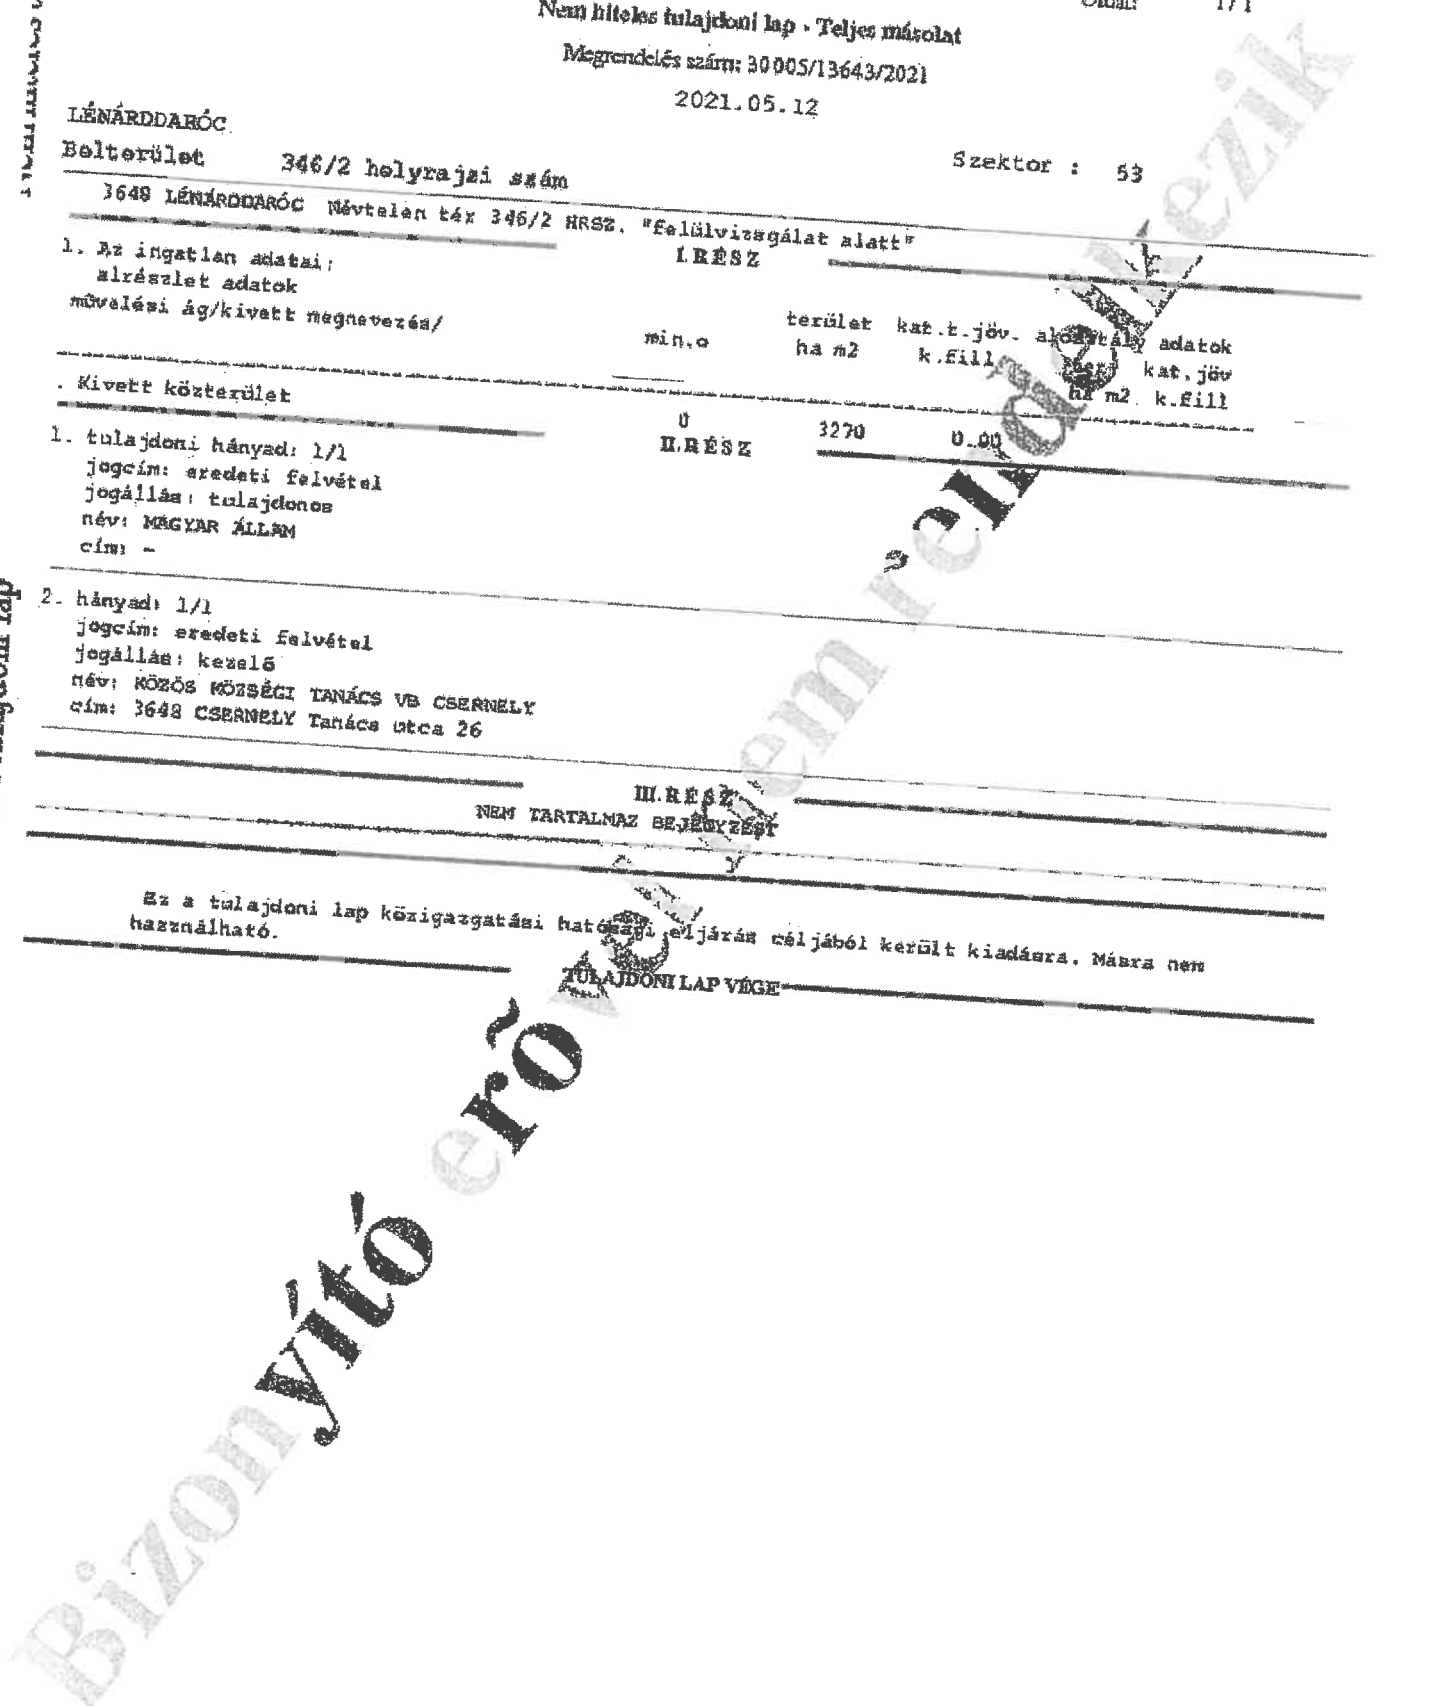 Oldal: 1/1
Nem hiteles tulajdoni lap - Teljes másolat
Megrendelés szám: 30005/13643/2021
2021.05.12
LÉNÁRDDARÓC
Belterület 346/2 helyrajzi szám
Szektor : 53
3648 LÉNÁRDDARÓC Névtelen tér 346/2 HRSZ. "felülvizsgálat alatt"
I.RÉSZ
1. Az ingatlan adatai:
alrészlet adatok
művelési ág/kivett megnevezés/ min.o terület kat.t.jöv. alosztály adatok
ha m2 k.fill ter. kat.jöv
ha m2 k.fill
. Kivett közterület 0 3270 0.00
II.RÉSZ
1. tulajdoni hányad: 1/1
jogcím: eredeti felvétel
jogállás: tulajdonos
név: MAGYAR ÁLLAM
cím: -
2. hányad: 1/1
jogcím: eredeti felvétel
jogállás: kezelő
név: KÖZÖS KÖZSÉGI TANÁCS VB CSERNELY
cím: 3648 CSERNELY Tanács utca 26
III.RÉSZ
NEM TARTALMAZ BEJEGYZÉST
Ez a tulajdoni lap közigazgatási hatósági eljárás céljából került kiadásra. Másra nem
használható.
TULAJDONI LAP VÉGE
Bizonyító erővel nem rendelkezik